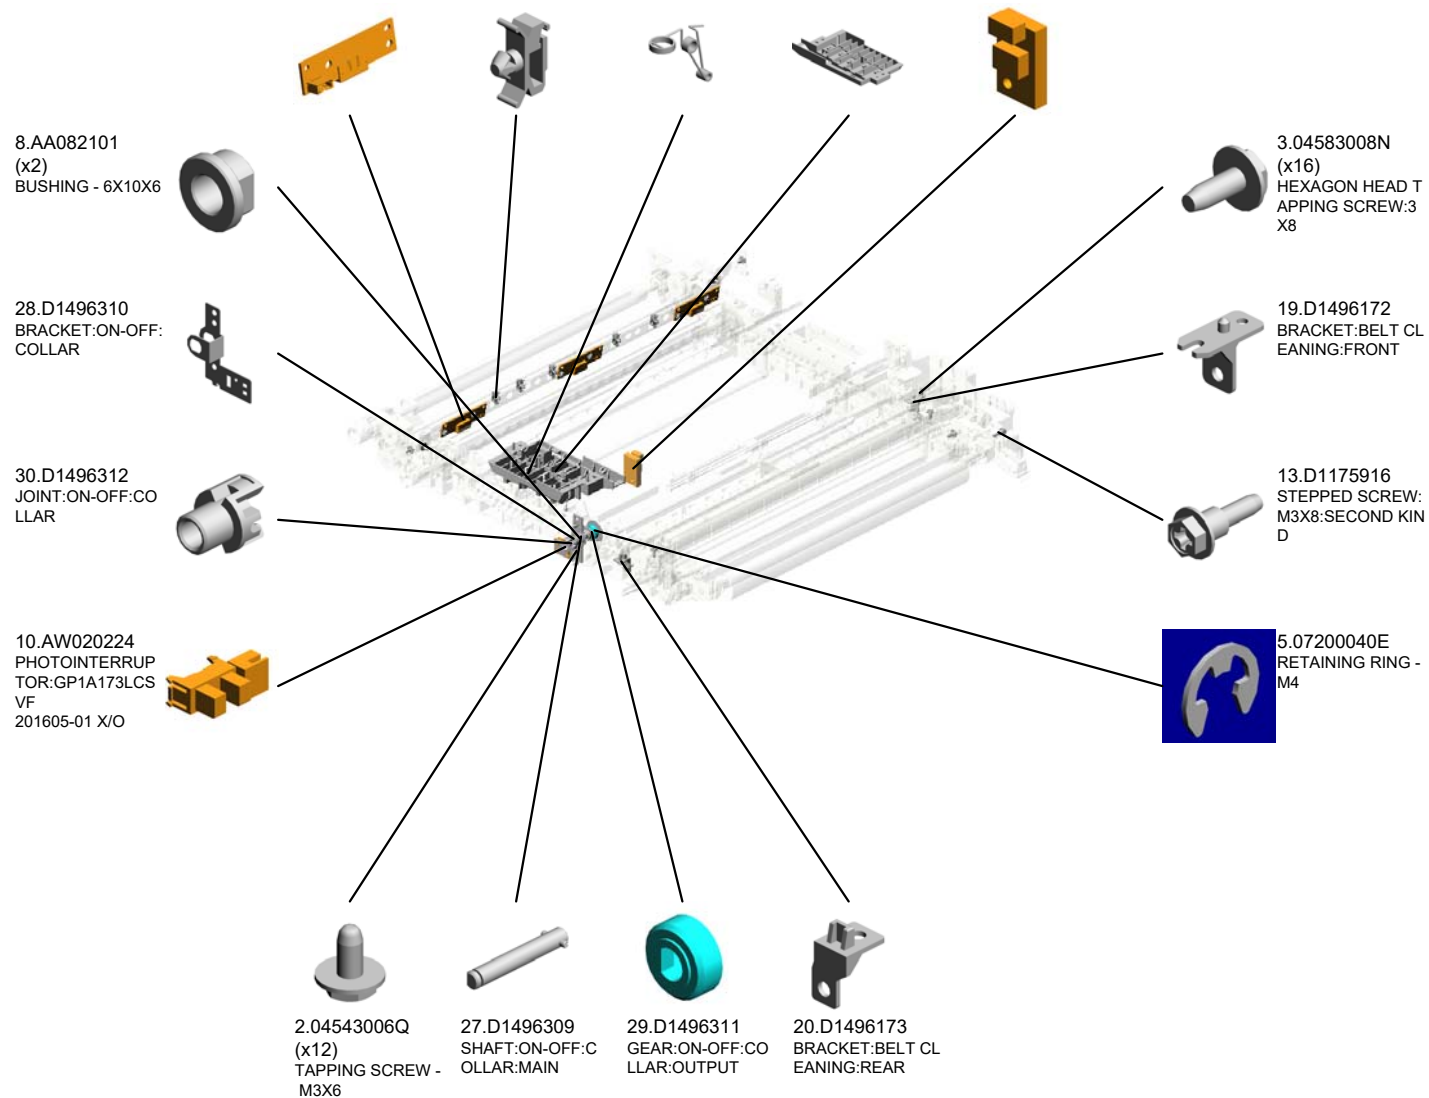 8.AA082101
(x2)
BUSHING - 6X10X6
28.D1496310
BRACKET:ON-OFF:
COLLAR
30.D1496312
JOINT:ON-OFF:CO
LLAR
10.AW020224
PHOTOINTERRUP
TOR:GP1A173LCS
VF
201605-01 X/O
3.04583008N
(x16)
HEXAGON HEAD T
APPING SCREW:3
X8
19.D1496172
BRACKET:BELT CL
EANING:FRONT
13.D1175916
STEPPED SCREW:
M3X8:SECOND KIN
D
5.07200040E
RETAINING RING -
M4
2.04543006Q
(x12)
TAPPING SCREW -
M3X6
27.D1496309
SHAFT:ON-OFF:C
OLLAR:MAIN
29.D1496311
GEAR:ON-OFF:CO
LLAR:OUTPUT
20.D1496173
BRACKET:BELT CL
EANING:REAR